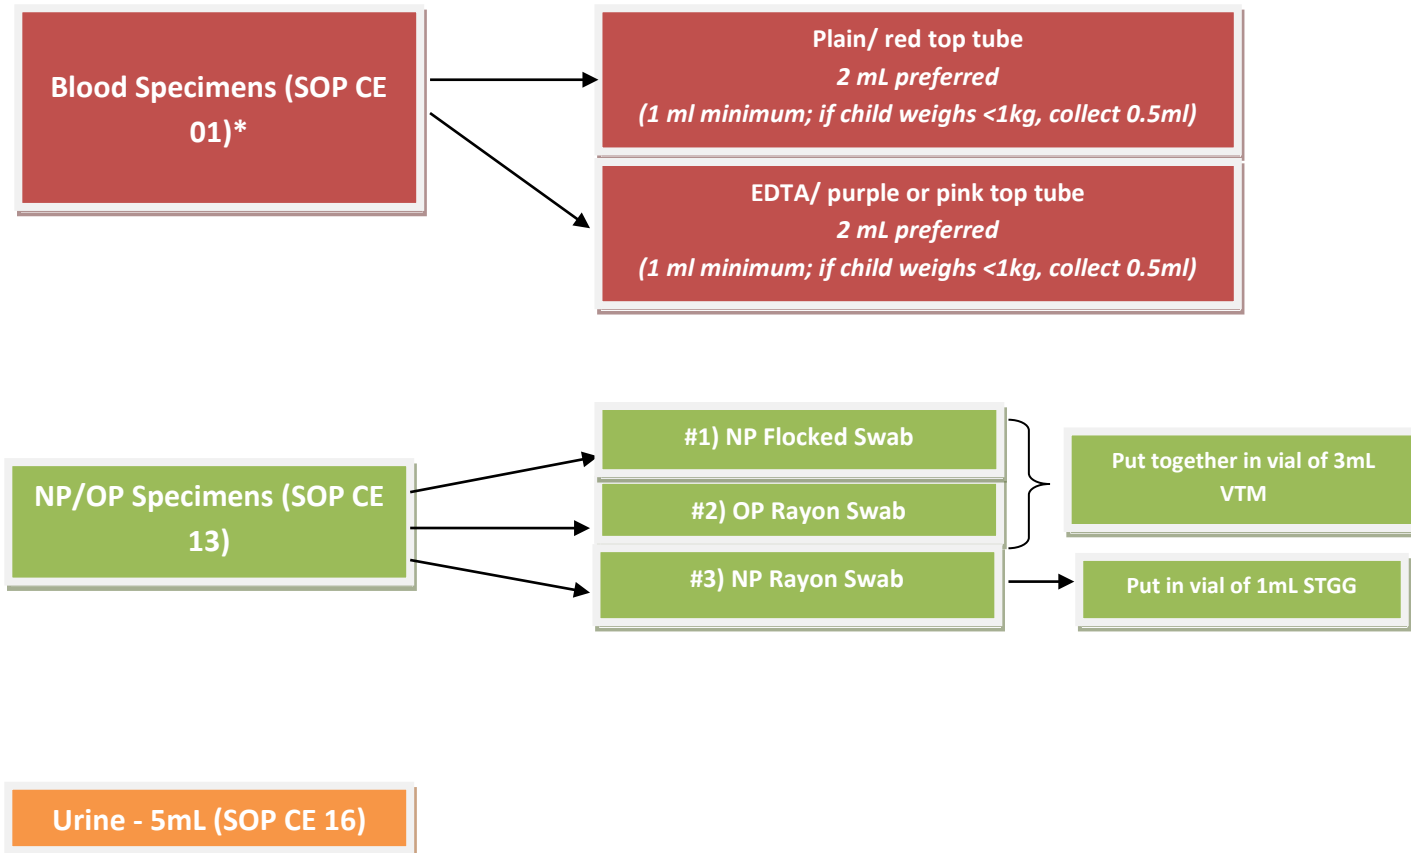 Blood Specimens (SOP CE
01)*
Plain/ red top tube
2 mL preferred
(1 ml minimum; if child weighs <1kg, collect 0.5ml)
EDTA/ purple or pink top tube
2 mL preferred
(1 ml minimum; if child weighs <1kg, collect 0.5ml)
NP/OP Specimens (SOP CE
13)
#1) NP Flocked Swab
#2) OP Rayon Swab
#3) NP Rayon Swab
Put together in vial of 3mL
VTM
Put in vial of 1mL STGG
Urine - 5mL (SOP CE 16)